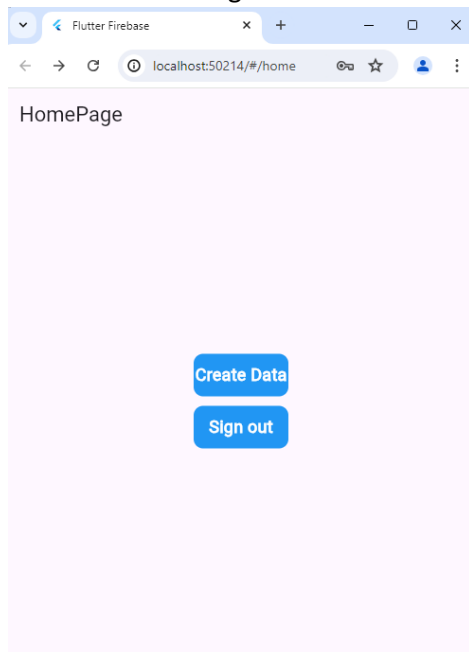 Flutter Firebase
localhost:50214/#/home
HomePage
Create Data
Sign out